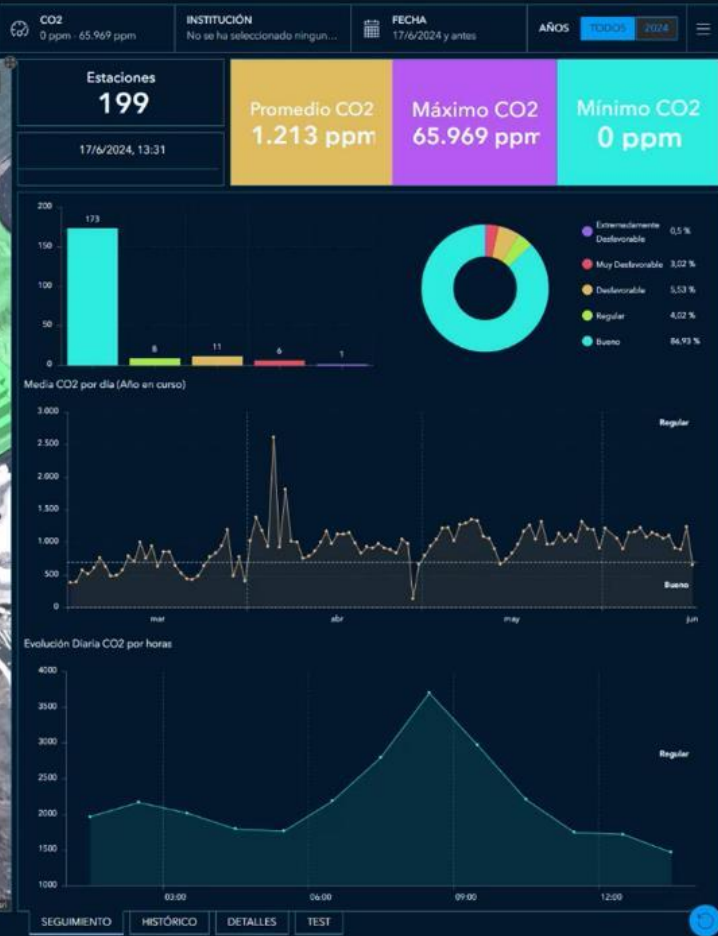 CO2
0 ppm - 65.969 ppm
INSTITUCIÓN
No se ha seleccionado ningun...
FECHA
17/6/2024 y antes
AÑOS
TODOS
2024
Estaciones
199
17/6/2024, 13:31
Promedio CO2
1.213 ppm
Máximo CO2
65.969 ppm
Mínimo CO2
0 ppm
200
150
100
50
0
173
8
11
6
1
Extremedamente
Desfavorable
0,5 %
Muy Desfavorable 3,02 %
Desfavorable 5,53 %
Regular 4,02 %
Bueno 86,93 %
Media CO2 por día (Año en curso)
3.000
2.500
2.000
1.500
1.000
500
0
Regular
Bueno
mar
abr
may
jun
Evolución Diaria CO2 por horas
4000
3500
3000
2500
2000
1500
1000
Regular
03:00
06:00
09:00
12:00
SEGUIMIENTO
HISTÓRICO
DETALLES
TEST